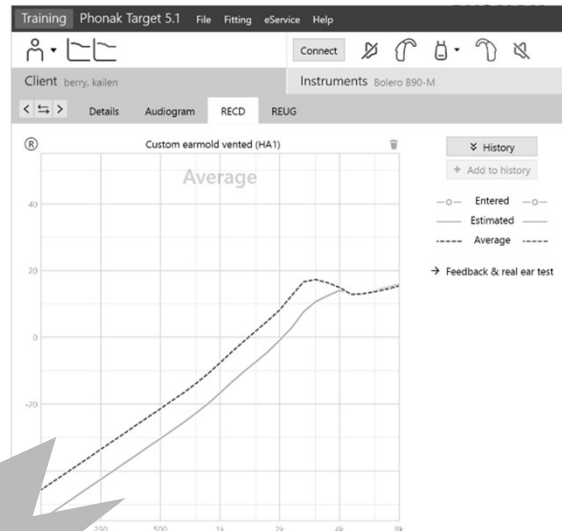 Training Phonak Target 5.1 File Fitting eService Help
Connect
Client berry, kailen
Instruments Bolero B90-M
Details Audiogram RECD REUG
R Custom earmold vented (HA1)
Average
40
20
0
-20
250 500 1k 2k 4k 8k
History
+ Add to history
Entered
Estimated
Average
→ Feedback & real ear test